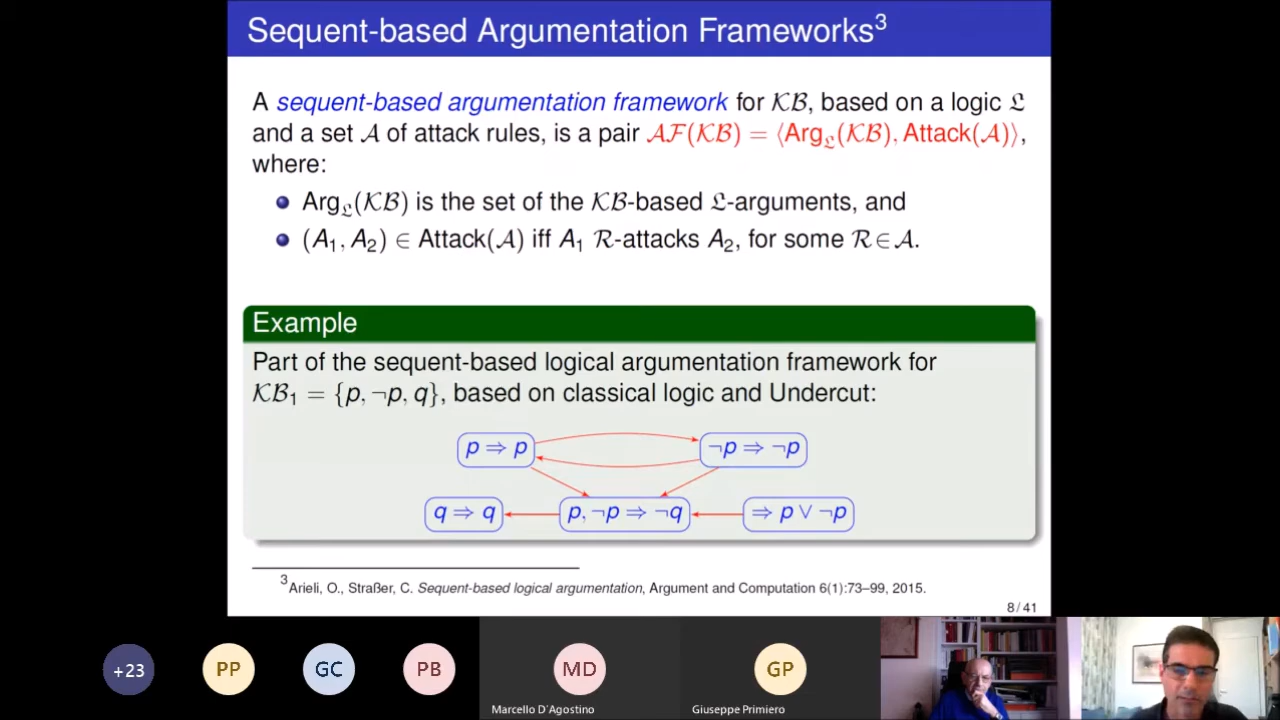 Sequent-based Argumentation Frameworks³
A sequent-based argumentation framework for 𝒦ℬ, based on a logic 𝔏
and a set 𝒜 of attack rules, is a pair 𝒜ℱ(𝒦ℬ) = ⟨Arg𝔏(𝒦ℬ), Attack(𝒜)⟩,
where:
Arg𝔏(𝒦ℬ) is the set of the 𝒦ℬ-based 𝔏-arguments, and
(A₁, A₂) ∈ Attack(𝒜) iff A₁ ℛ-attacks A₂, for some ℛ ∈ 𝒜.
Example
Part of the sequent-based logical argumentation framework for
𝒦ℬ₁ = {p, ¬p, q}, based on classical logic and Undercut:
p ⇒ p
¬p ⇒ ¬p
q ⇒ q
p, ¬p ⇒ ¬q
⇒ p ∨ ¬p
³Arieli, O., Straßer, C. Sequent-based logical argumentation, Argument and Computation 6(1):73–99, 2015.
8 / 41
+23
PP
GC
PB
MD
GP
Marcello D'Agostino
Giuseppe Primiero